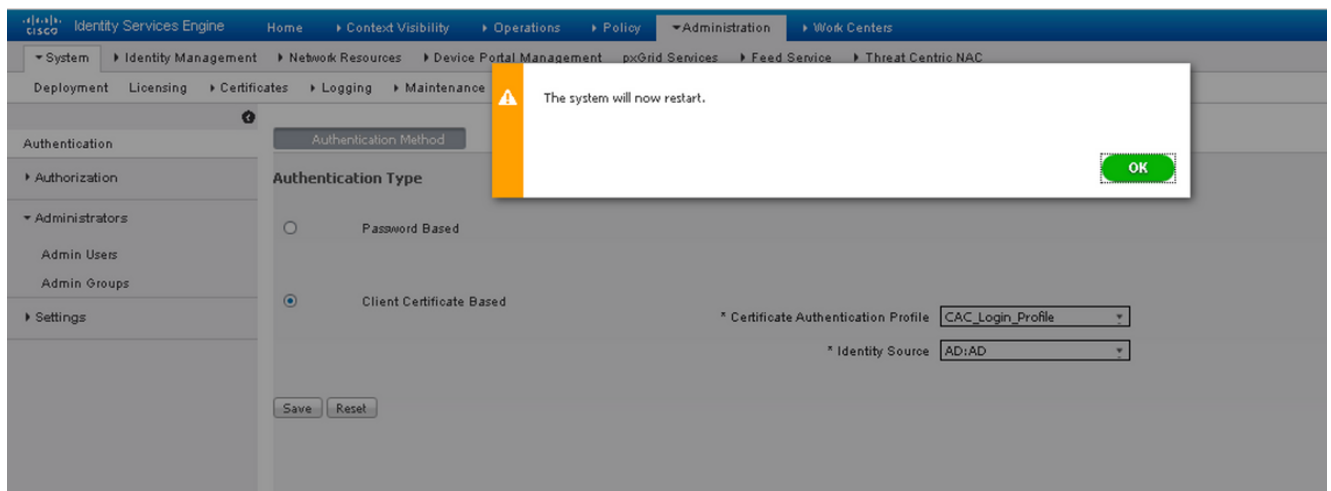 cisco Identity Services Engine Home Context Visibility Operations Policy Administration Work Centers
System Identity Management Network Resources Device Portal Management pxGrid Services Feed Service Threat Centric NAC
Deployment Licensing Certificates Logging Maintenance
The system will now restart.
OK
Authentication
Authorization
Administrators
Admin Users
Admin Groups
Settings
Authentication Method
Authentication Type
Password Based
Client Certificate Based
* Certificate Authentication Profile CAC_Login_Profile
* Identity Source AD:AD
Save Reset